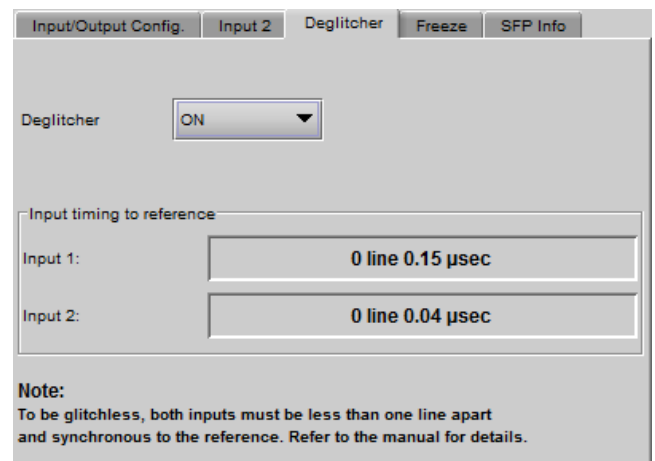 Input/Output Config. Input 2 Deglitcher Freeze SFP Info
Deglitcher ON
Input timing to reference
Input 1: 0 line 0.15 µsec
Input 2: 0 line 0.04 µsec
Note:
To be glitchless, both inputs must be less than one line apart
and synchronous to the reference. Refer to the manual for details.